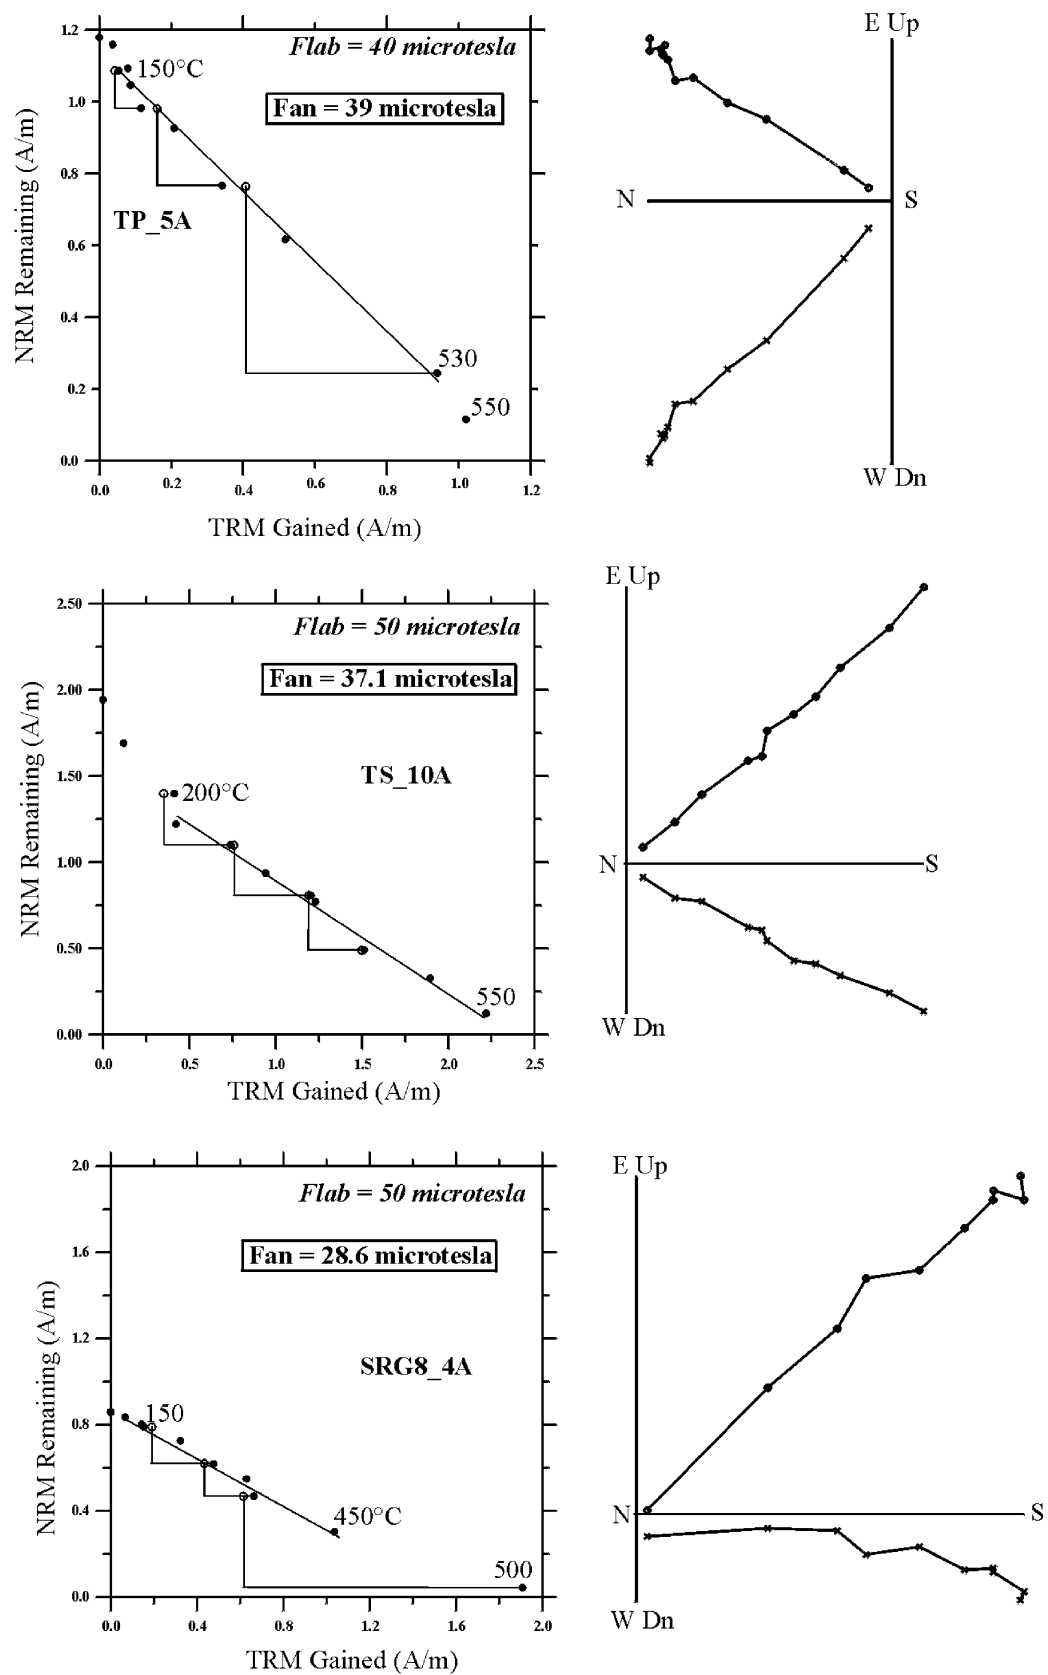 E Up
1.2
Flab = 40 microtesla
150°C
1.0
Fan = 39 microtesla
0.8
N
S
TP_5A
NRM Remaining (A/m)
0.6
0.4
530
0.2
550
0.0
W Dn
0.0 0.2 0.4 0.6 0.8 1.0 1.2
TRM Gained (A/m)
E Up
2.50
Flab = 50 microtesla
2.00
Fan = 37.1 microtesla
TS_10A
1.50
200°C
NRM Remaining (A/m)
N
S
1.00
0.50
550
0.00
W Dn
0.0 0.5 1.0 1.5 2.0 2.5
TRM Gained (A/m)
2.0
E Up
Flab = 50 microtesla
1.6
Fan = 28.6 microtesla
1.2
SRG8_4A
NRM Remaining (A/m)
0.8
150
0.4
450°C
N
S
500
0.0
W Dn
0.0 0.4 0.8 1.2 1.6 2.0
TRM Gained (A/m)